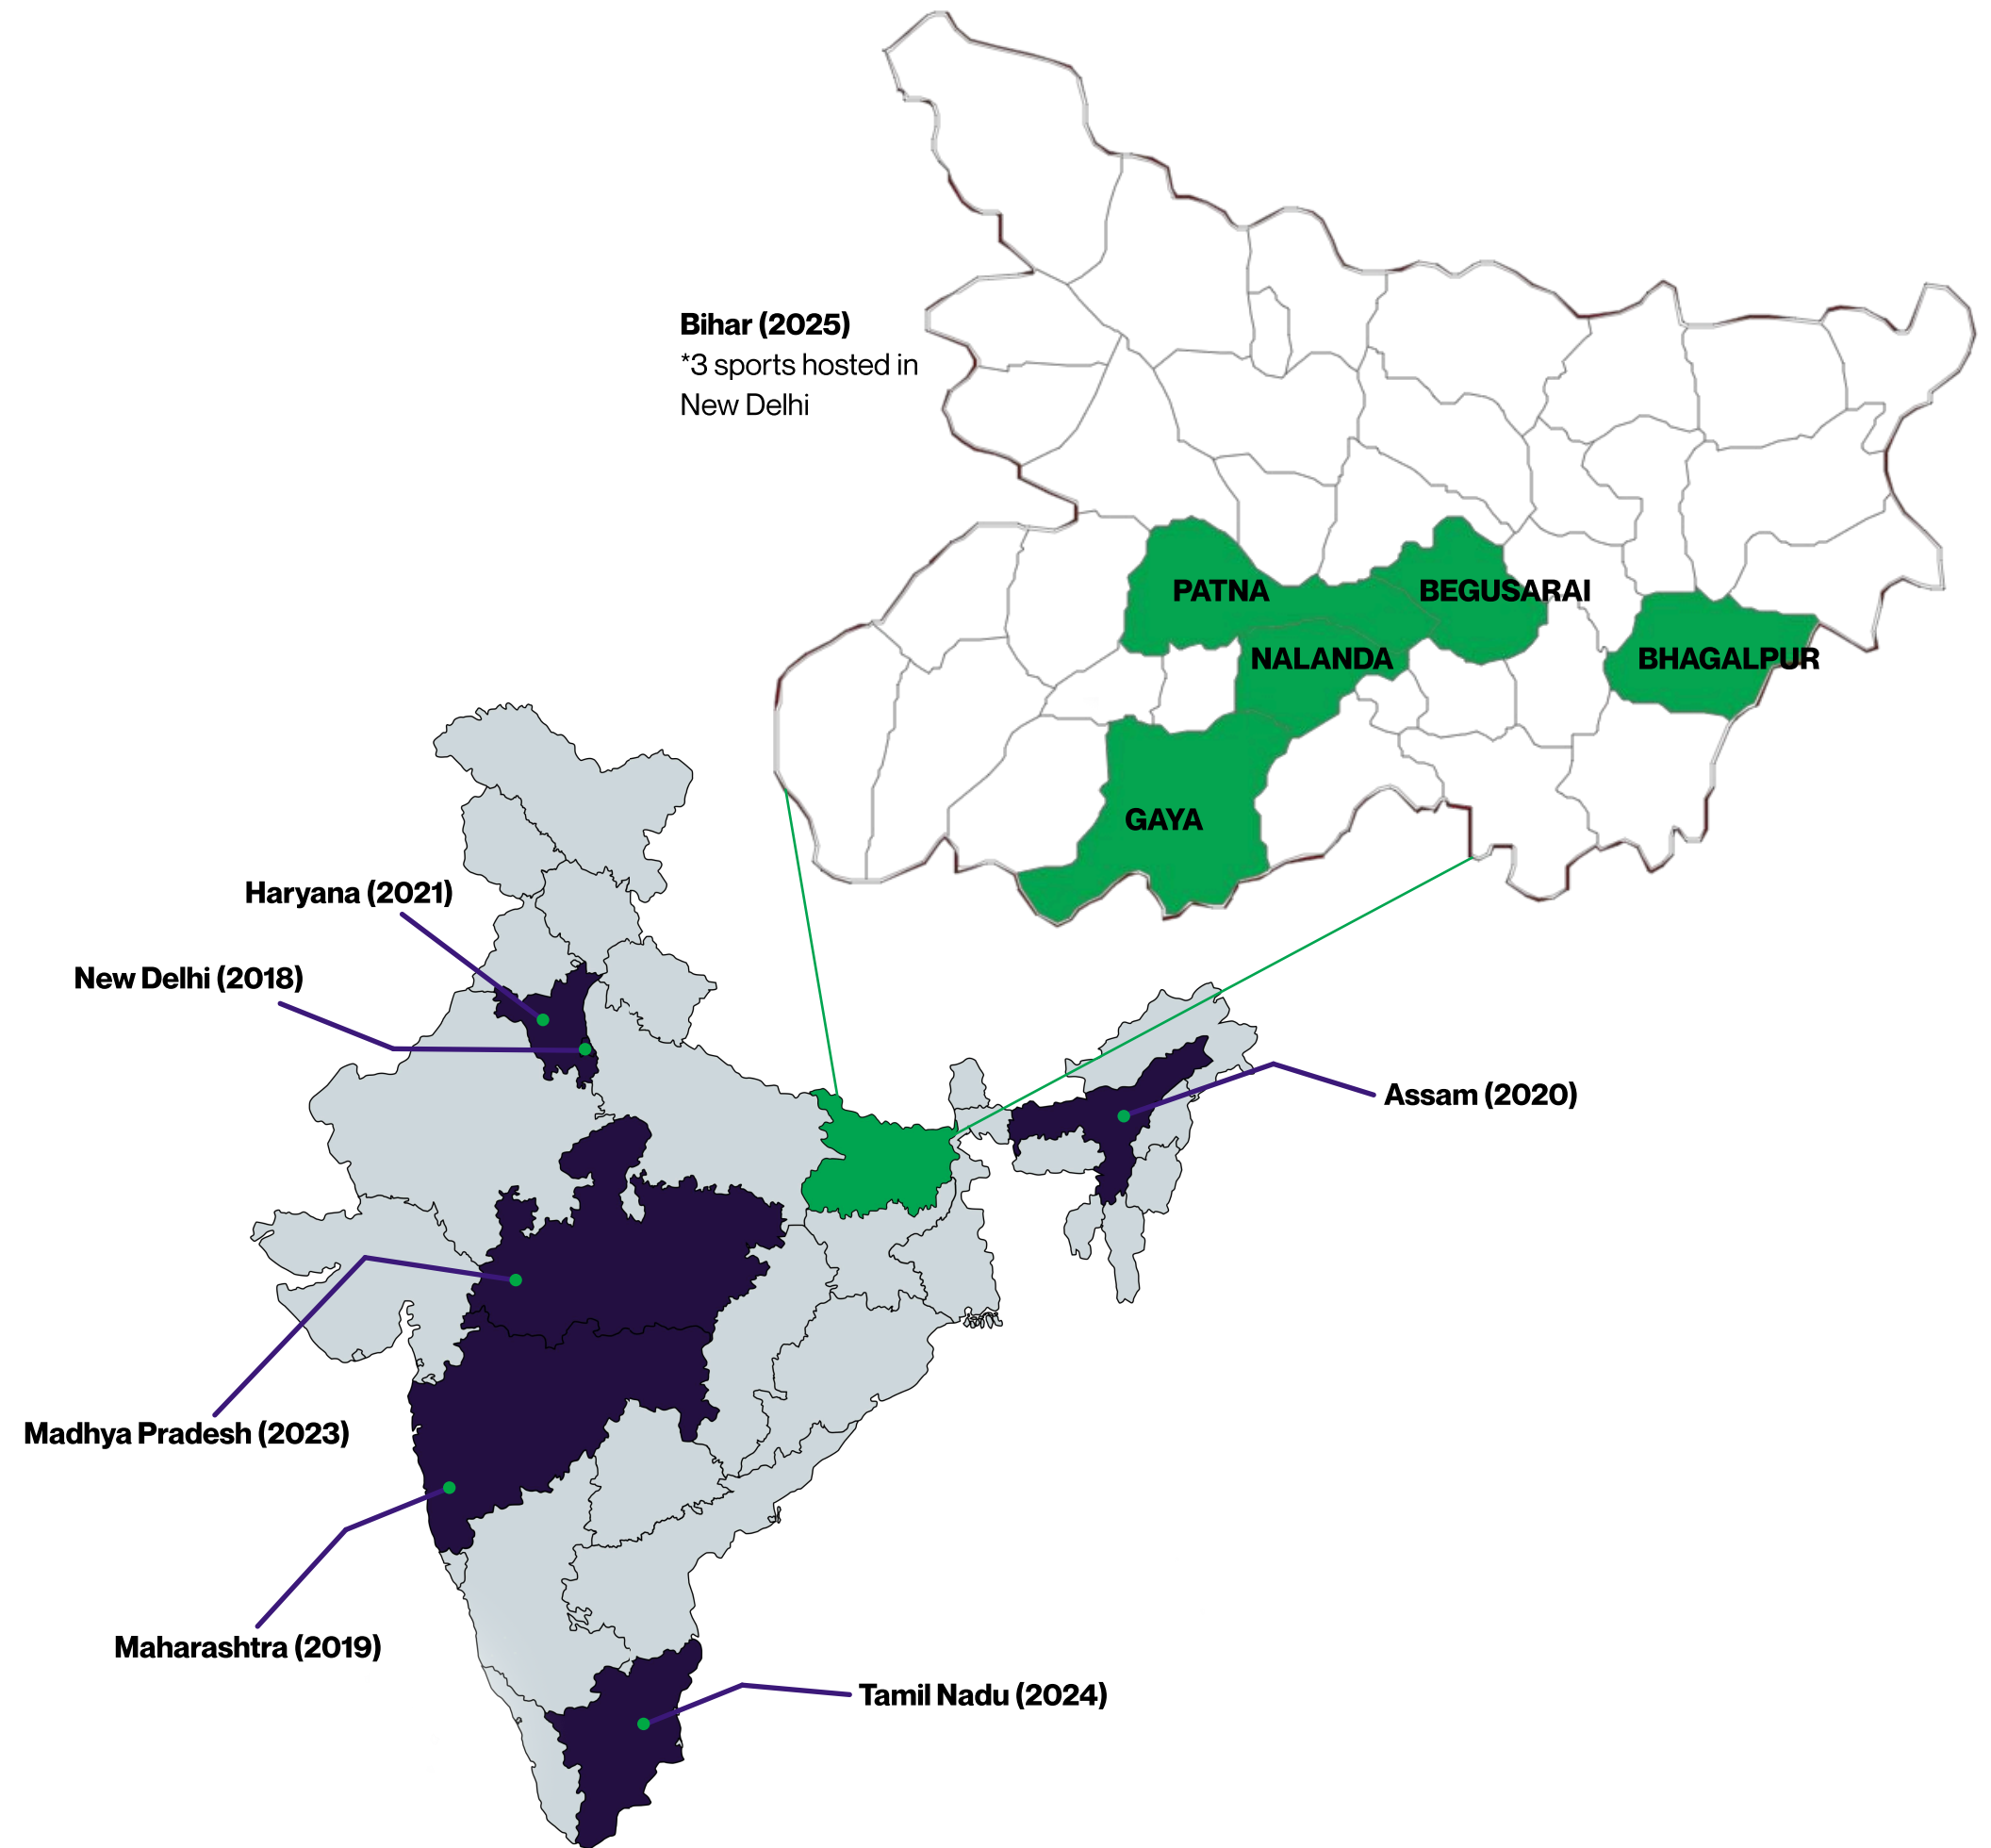 Bihar (2025)
*3 sports hosted in
New Delhi
PATNA
BEGUSARAI
NALANDA
BHAGALPUR
GAYA
Haryana (2021)
New Delhi (2018)
Assam (2020)
Madhya Pradesh (2023)
Maharashtra (2019)
Tamil Nadu (2024)